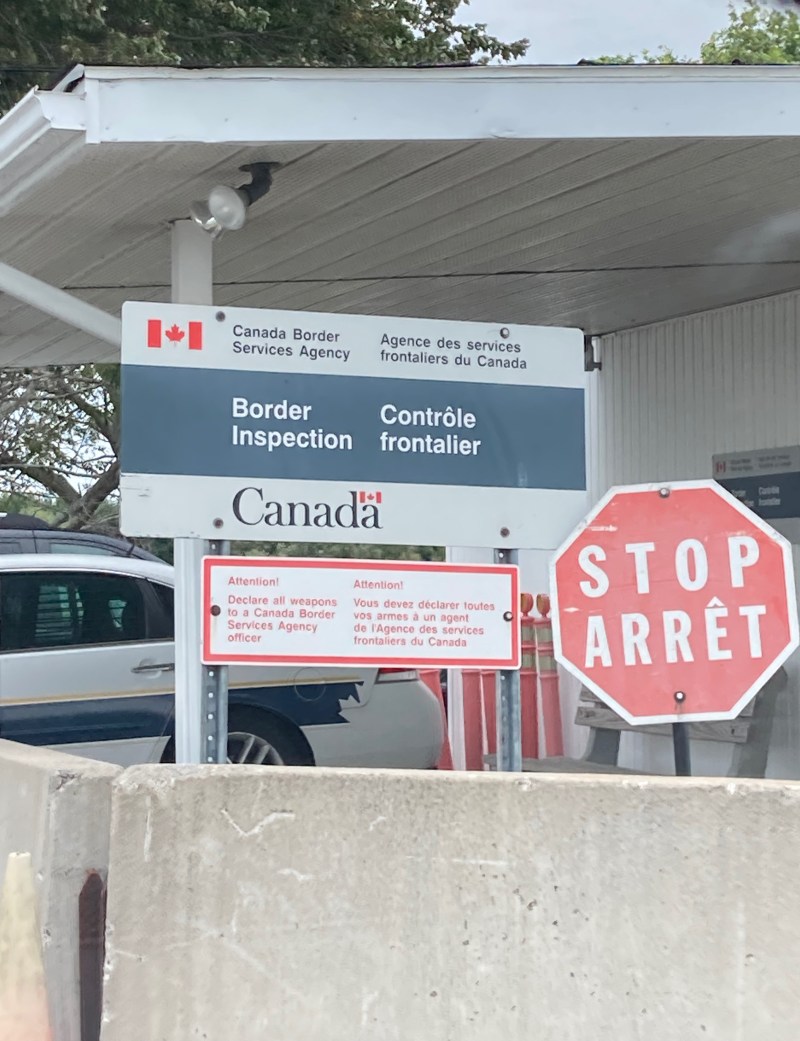 Canada Border
Services Agency
Agence des services
frontaliers du Canada
Border
Inspection
Contrôle
frontalier
Canada
Attention!
Declare all weapons
to a Canada Border
Services Agency
officer
Attention!
Vous devez déclarer toutes
vos armes à un agent
de l'Agence des services
frontaliers du Canada
STOP
ARRÊT
Contrôle